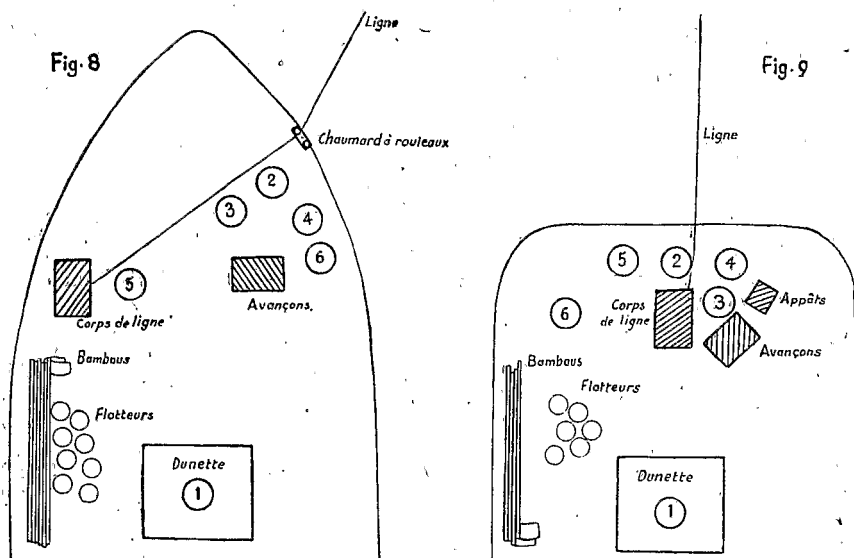 Fig. 8
Ligne
Chaumard à rouleaux
2
3
4
6
5
Avançons
Corps de ligne
Bambous
Flotteurs
Dunette
1
Fig. 9
Ligne
5
2
4
6
3
Corps
de ligne
Appâts
Avançons
Bambous
Flotteurs
Dunette
1